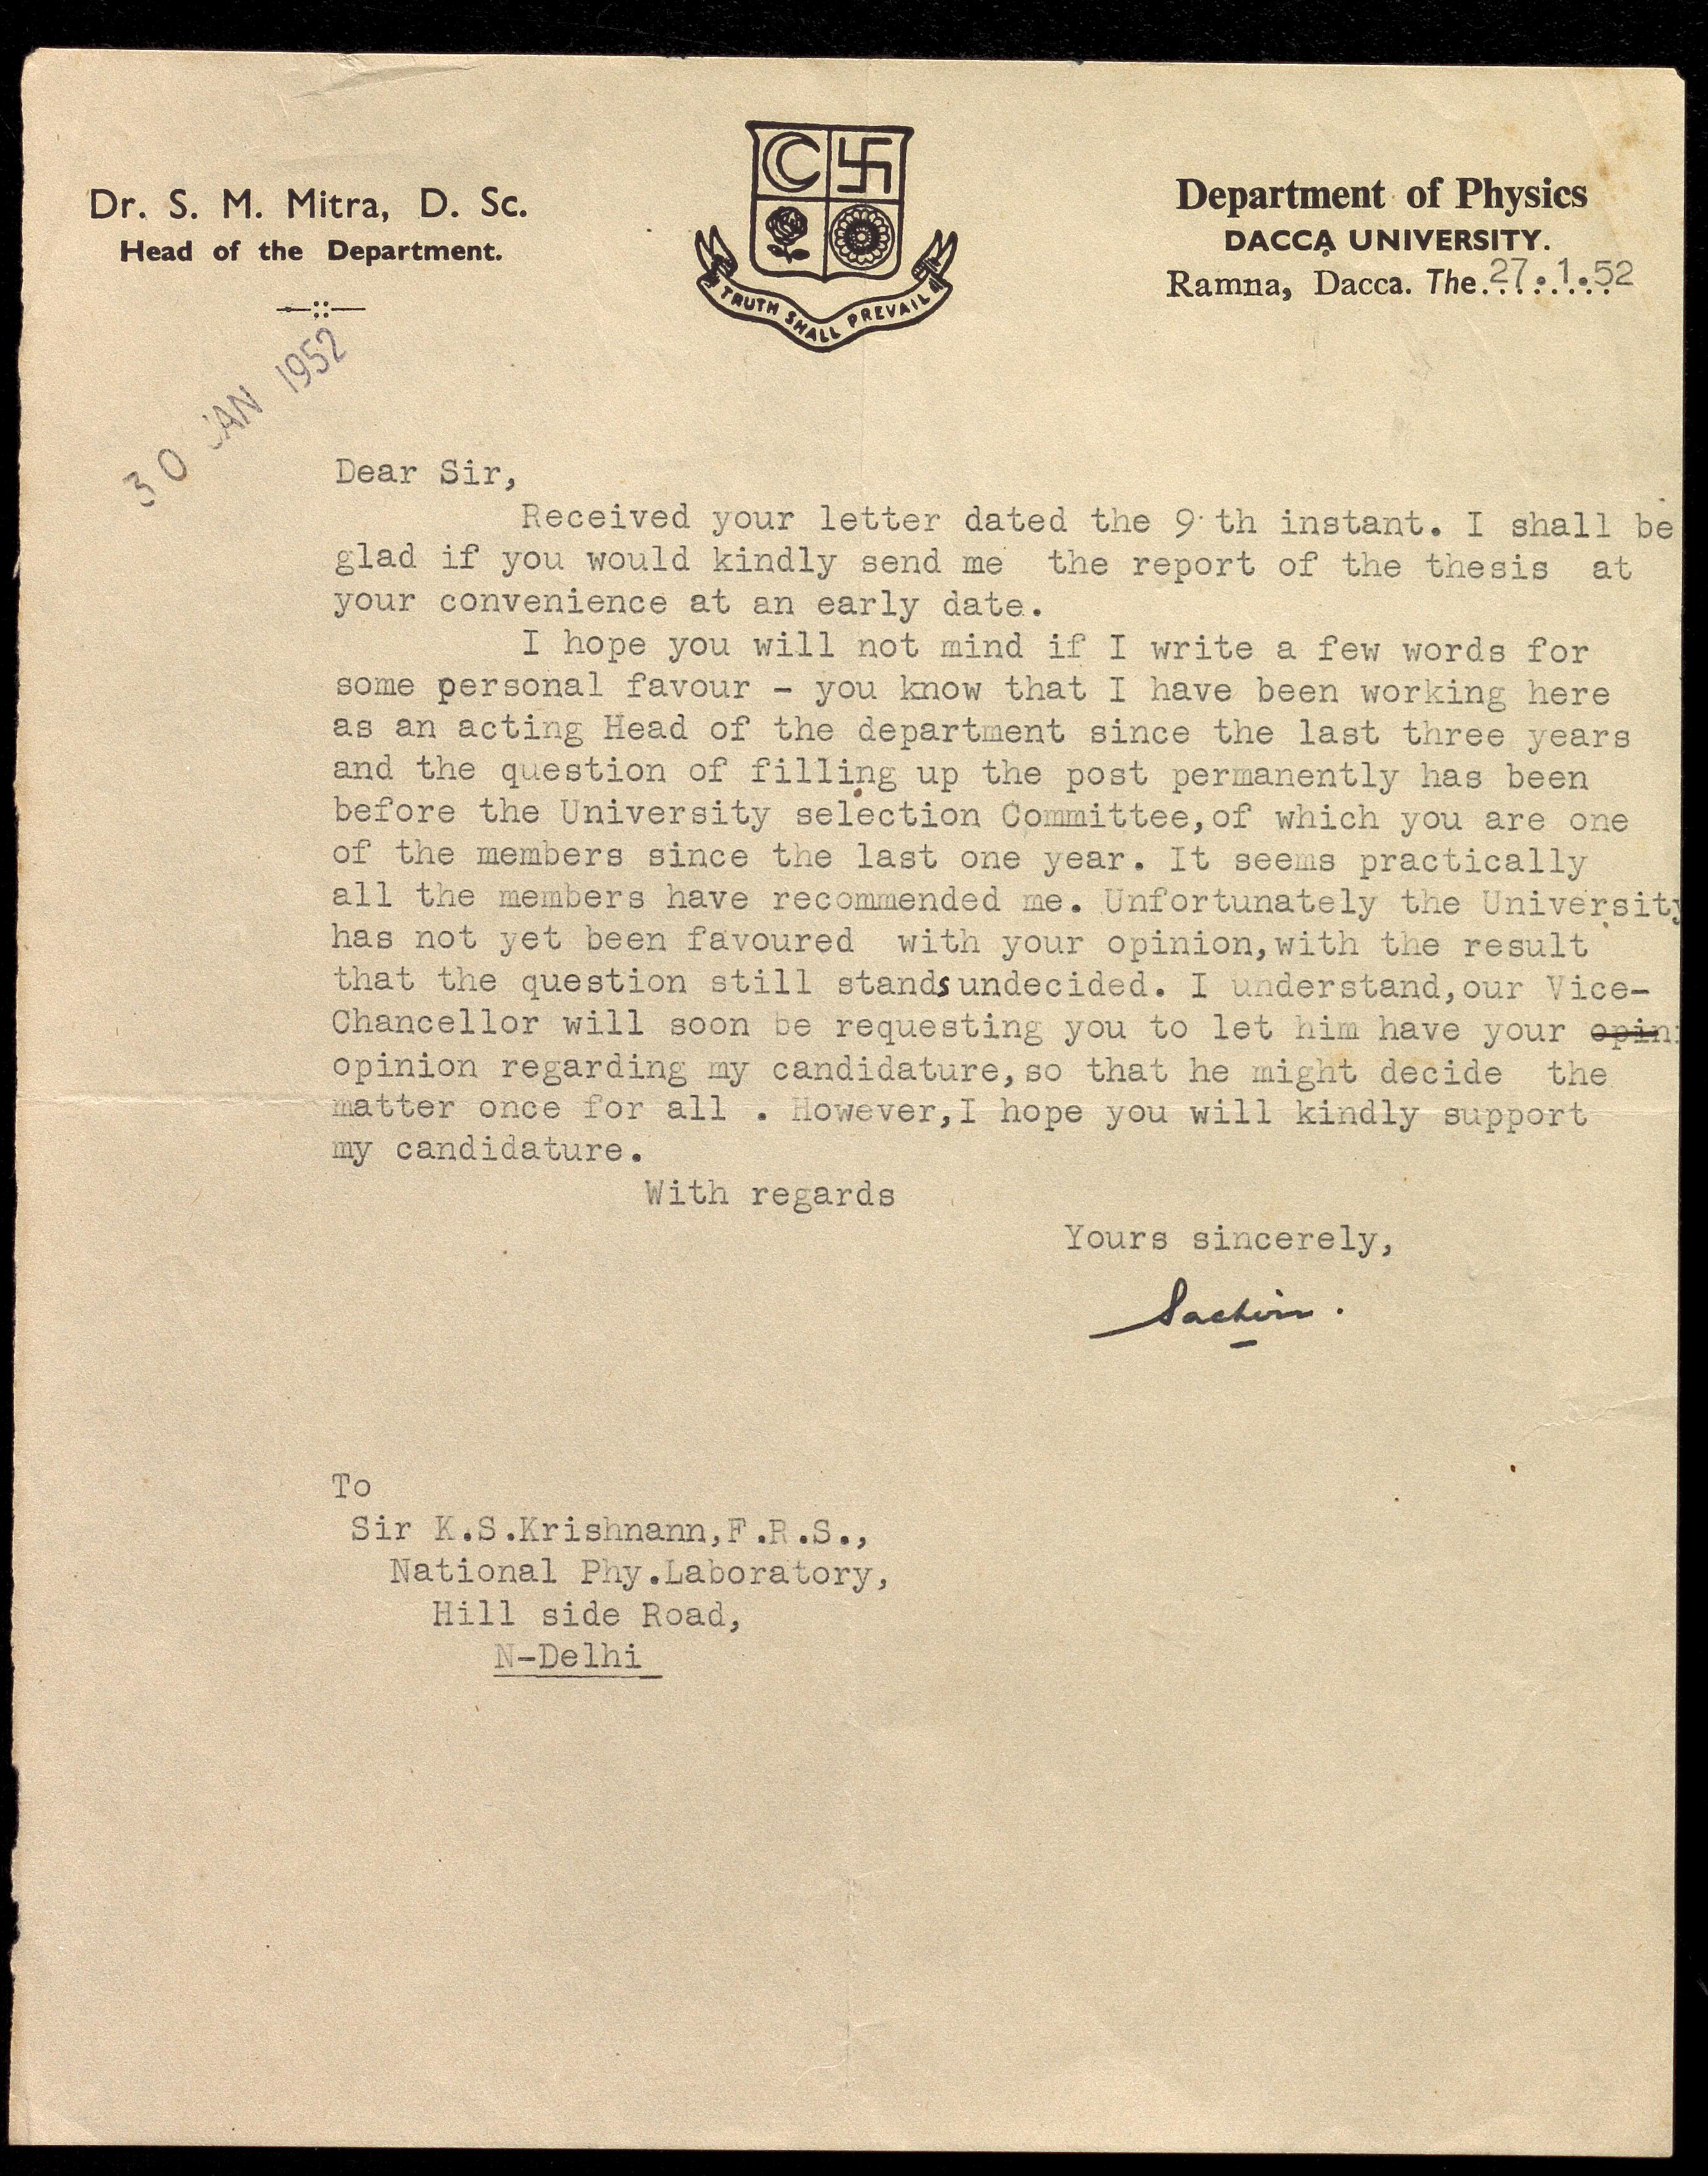 Dr. S. M. Mitra, D. Sc.
Head of the Department.
TRUTH SHALL PREVAIL
Department of Physics
DACCA UNIVERSITY.
Ramna, Dacca. The.27.1.52
30 JAN 1952
Dear Sir,
Received your letter dated the 9 th instant. I shall be
glad if you would kindly send me the report of the thesis at
your convenience at an early date.
I hope you will not mind if I write a few words for
some personal favour - you know that I have been working here
as an acting Head of the department since the last three years
and the question of filling up the post permanently has been
before the University selection Committee,of which you are one
of the members since the last one year. It seems practically
all the members have recommended me. Unfortunately the University
has not yet been favoured with your opinion,with the result
that the question still stands undecided. I understand,our Vice-
Chancellor will soon be requesting you to let him have your opini
opinion regarding my candidature,so that he might decide the
matter once for all . However,I hope you will kindly support
my candidature.
With regards
Yours sincerely,
Sachin.
To
Sir K.S.Krishnann,F.R.S.,
National Phy.Laboratory,
Hill side Road,
N-Delhi